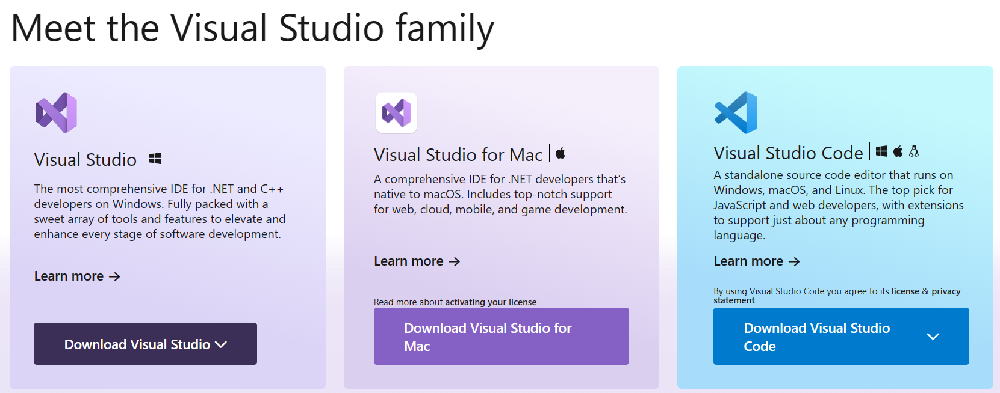 Meet the Visual Studio family
Visual Studio
The most comprehensive IDE for .NET and C++
developers on Windows. Fully packed with a
sweet array of tools and features to elevate and
enhance every stage of software development.
Learn more →
Download Visual Studio
Visual Studio for Mac
A comprehensive IDE for .NET developers that’s
native to macOS. Includes top-notch support
for web, cloud, mobile, and game development.
Learn more →
Read more about activating your license
Download Visual Studio for
Mac
Visual Studio Code
A standalone source code editor that runs on
Windows, macOS, and Linux. The top pick for
JavaScript and web developers, with extensions
to support just about any programming
language.
Learn more →
By using Visual Studio Code you agree to its license & privacy
statement
Download Visual Studio
Code